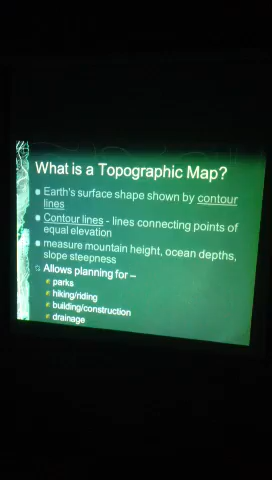 What is a Topographic Map?
Earth's surface shape shown by contour
lines
Contour lines - lines connecting points of
equal elevation
measure mountain height, ocean depths,
slope steepness
Allows planning for –
parks
hiking/riding
building/construction
drainage